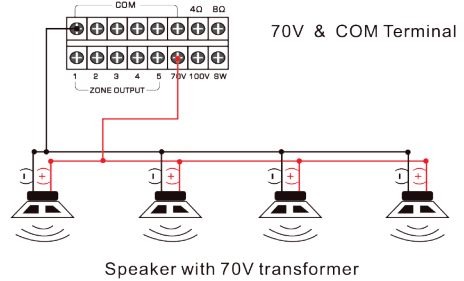 COM 4Ω 8Ω
70V & COM Terminal
1 2 3 4 5 70V 100V SW
ZONE OUTPUT
- + - + - + - +
Speaker with 70V transformer